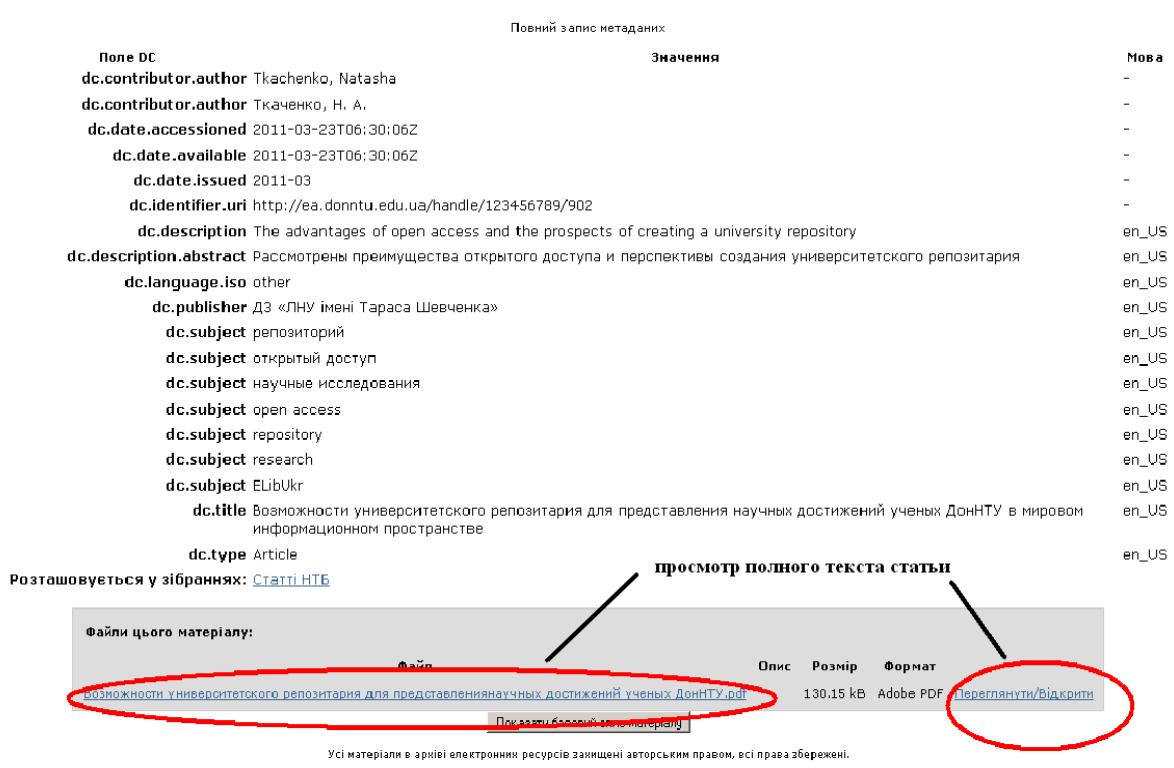 Повний запис метаданих
Поле DC Значення Мова
dc.contributor.author Tkachenko, Natasha -
dc.contributor.author Ткаченко, Н. А. -
dc.date.accessioned 2011-03-23T06:30:06Z -
dc.date.available 2011-03-23T06:30:06Z -
dc.date.issued 2011-03 -
dc.identifier.uri http://ea.donntu.edu.ua/handle/123456789/902 -
dc.description The advantages of open access and the prospects of creating a university repository en_US
dc.description.abstract Рассмотрены преимущества открытого доступа и перспективы создания университетского репозитария en_US
dc.language.iso other en_US
dc.publisher ДЗ «ЛНУ імені Тараса Шевченка» en_US
dc.subject репозиторий en_US
dc.subject открытый доступ en_US
dc.subject научные исследования en_US
dc.subject open access en_US
dc.subject repository en_US
dc.subject research en_US
dc.subject ELibUkr en_US
dc.title Возможности университетского репозитария для представления научных достижений ученых ДонНТУ в мировом en_US
информационном пространстве
dc.type Article en_US
просмотр полного текста статьи
Розташовується у зібраннях: Статті НТБ
Файли цього матеріалу:
Файл Опис Розмір Формат
Возможности университетского репозитария для представлениянаучных достижений ученых ДонНТУ.pdf 130.15 kB Adobe PDF Переглянути/Відкрити
Показати базовий опис матеріалу
Усі матеріали в архіві електронних ресурсів захищені авторським правом, всі права збережені.